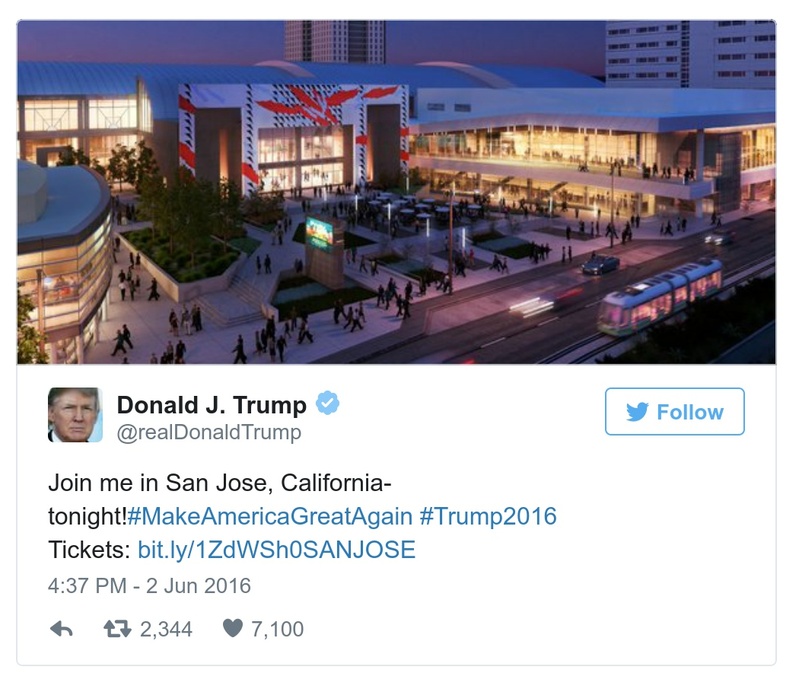 Donald J. Trump
@realDonaldTrump
Follow
Join me in San Jose, California-
tonight!#MakeAmericaGreatAgain #Trump2016
Tickets: bit.ly/1ZdWSh0SANJOSE
4:37 PM - 2 Jun 2016
2,344 7,100